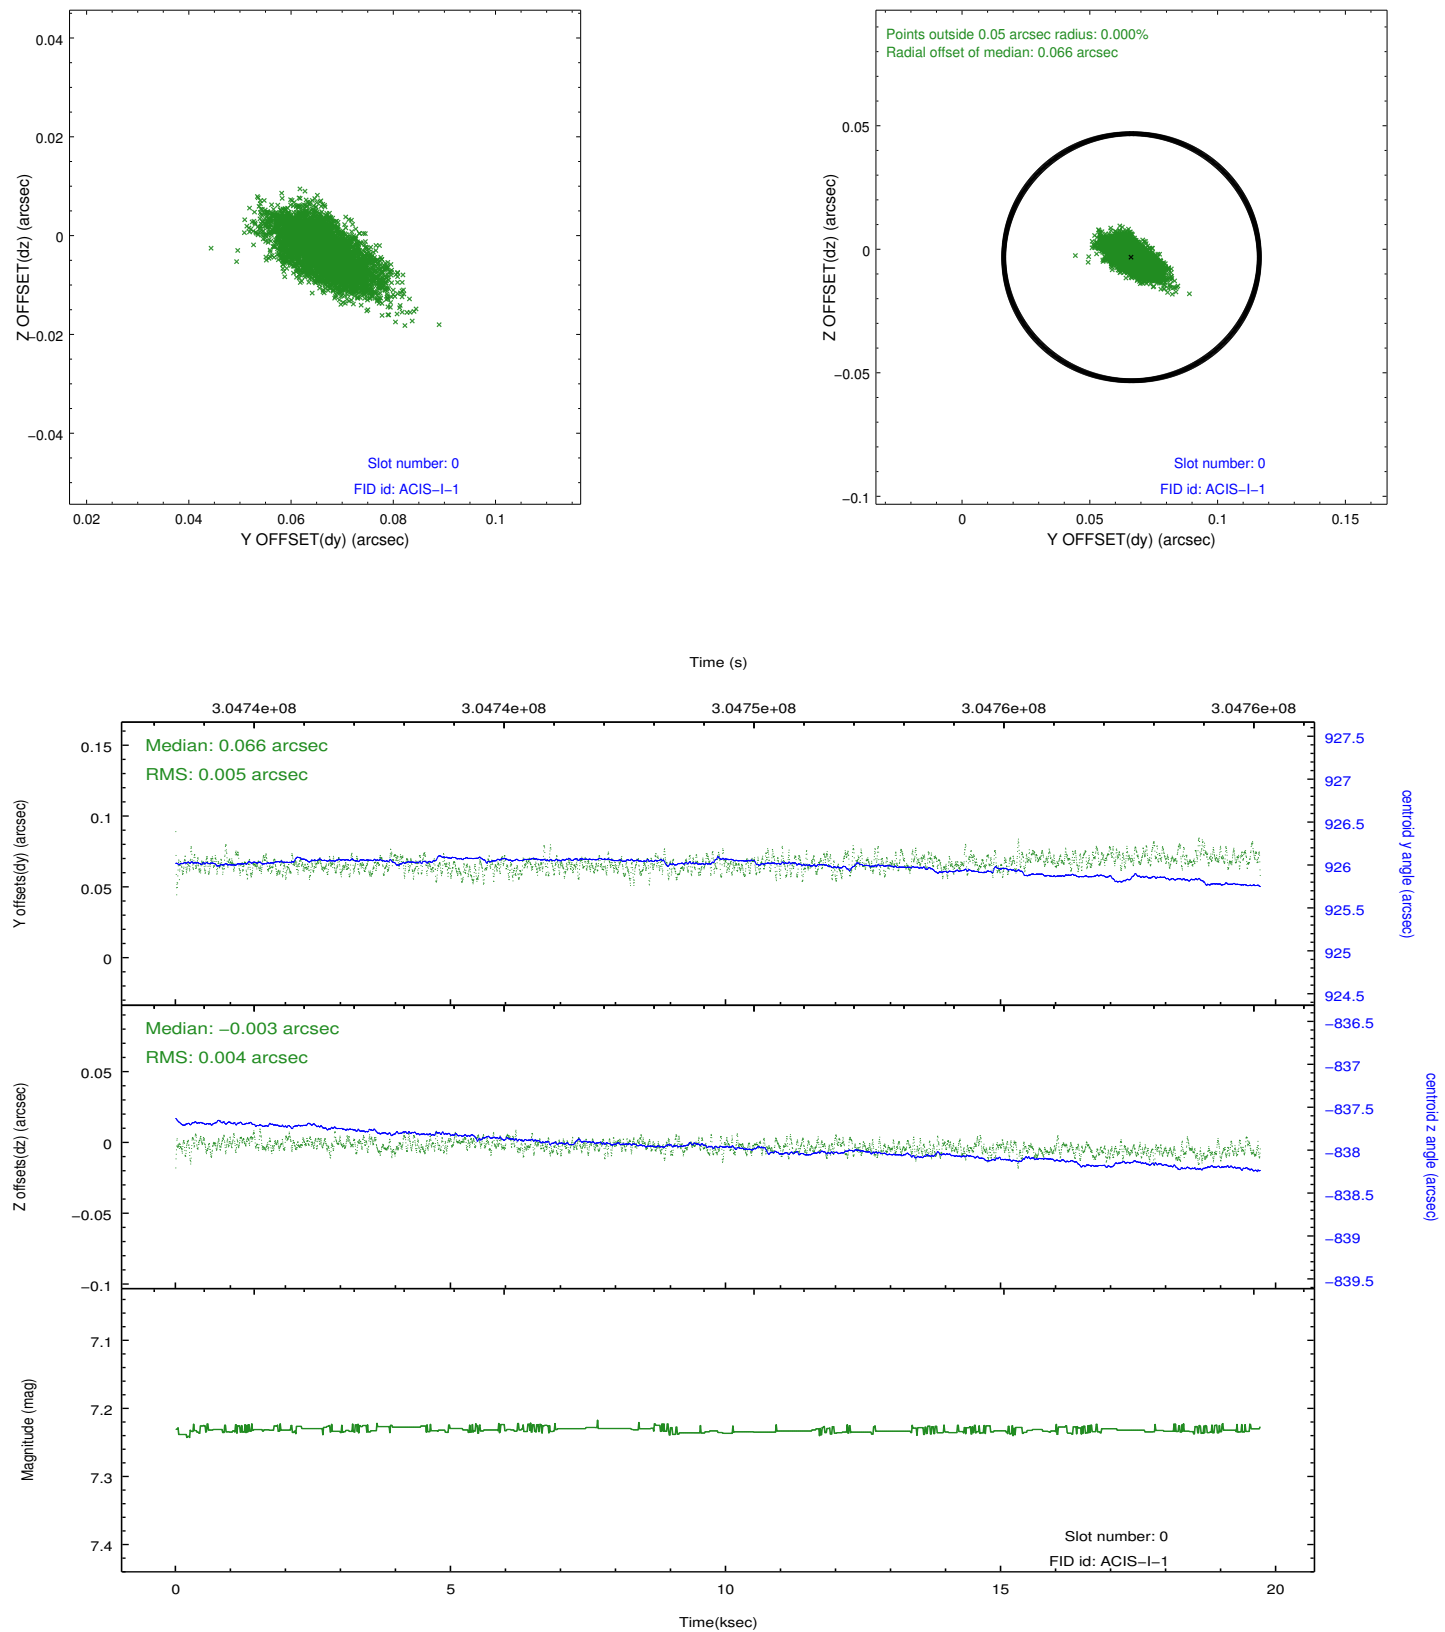 0.04
0.02
0
−0.02
−0.04
Z OFFSET(dz) (arcsec)
Slot number: 0
FID id: ACIS−I−1
0.02 0.04 0.06 0.08 0.1
Y OFFSET(dy) (arcsec)
Points outside 0.05 arcsec radius: 0.000%
Radial offset of median: 0.066 arcsec
0.05
0
−0.05
−0.1
Z OFFSET(dz) (arcsec)
Slot number: 0
FID id: ACIS−I−1
0 0.05 0.1 0.15
Y OFFSET(dy) (arcsec)
Time (s)
3.0474e+08 3.0474e+08 3.0475e+08 3.0476e+08 3.0476e+08
Median: 0.066 arcsec
RMS: 0.005 arcsec
0.15
0.1
0.05
0
Y offsets(dy) (arcsec)
927.5
927
926.5
926
925.5
925
924.5
centroid y angle (arcsec)
Median: −0.003 arcsec
RMS: 0.004 arcsec
0.05
0
−0.05
−0.1
Z offsets(dz) (arcsec)
−836.5
−837
−837.5
−838
−838.5
−839
−839.5
centroid z angle (arcsec)
7.1
7.2
7.3
7.4
Magnitude (mag)
Slot number: 0
FID id: ACIS−I−1
0 5 10 15 20
Time(ksec)